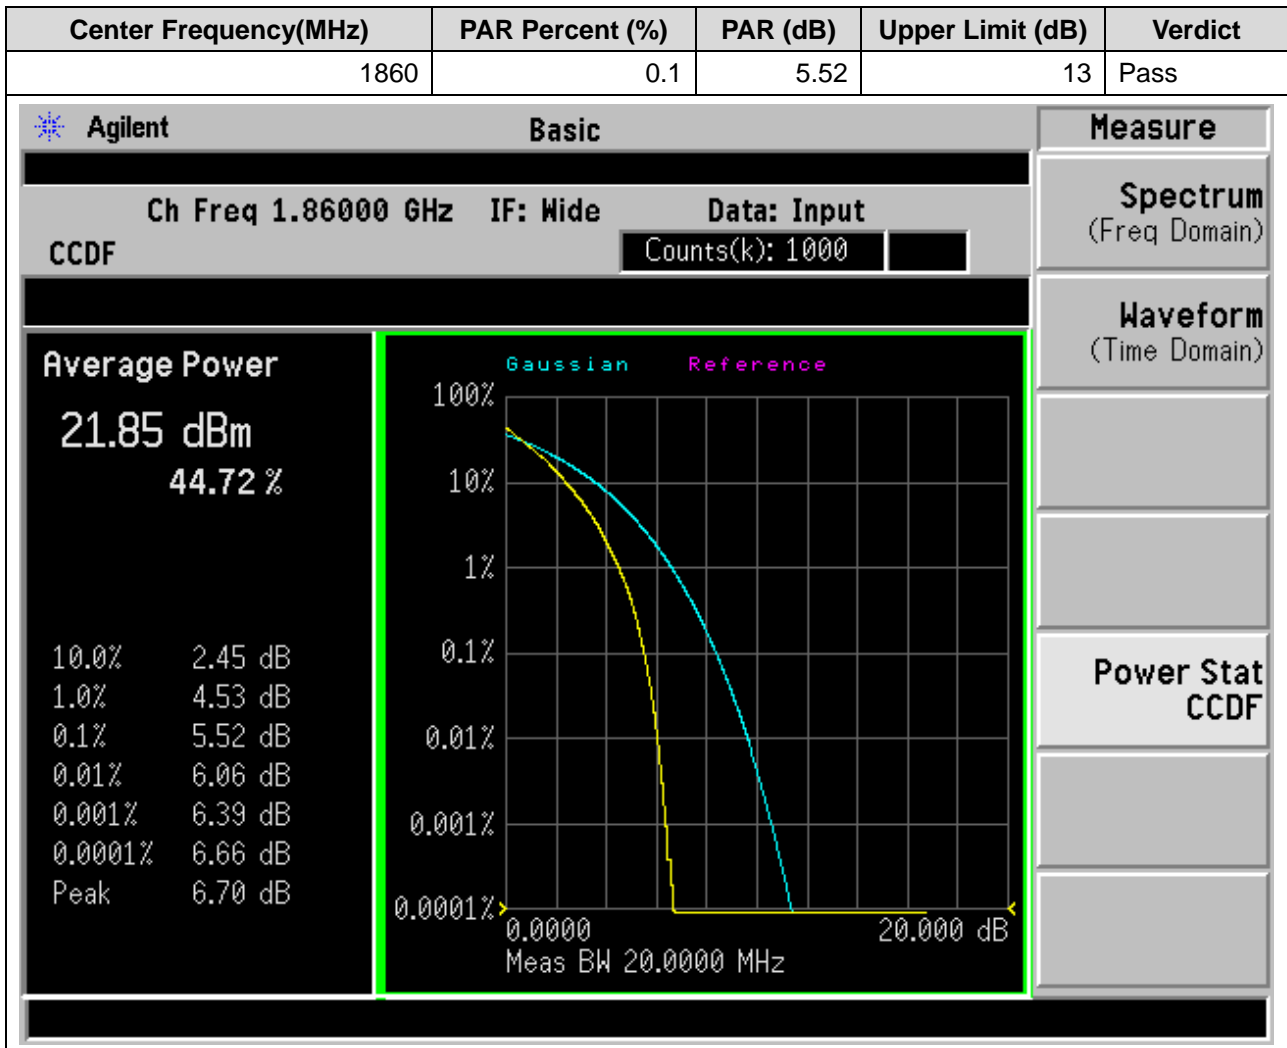 Center Frequency(MHz) PAR Percent (%) PAR (dB) Upper Limit (dB) Verdict
1860 0.1 5.52 13 Pass
Agilent Basic Measure
Ch Freq 1.86000 GHz IF: Wide Data: Input
CCDF Counts(k): 1000
Average Power
21.85 dBm
44.72 %
10.0% 2.45 dB
1.0% 4.53 dB
0.1% 5.52 dB
0.01% 6.06 dB
0.001% 6.39 dB
0.0001% 6.66 dB
Peak 6.70 dB
Gaussian Reference
100%
10%
1%
0.1%
0.01%
0.001%
0.0001%
0.0000 20.000 dB
Meas BW 20.0000 MHz
Spectrum
(Freq Domain)
Waveform
(Time Domain)
Power Stat
CCDF